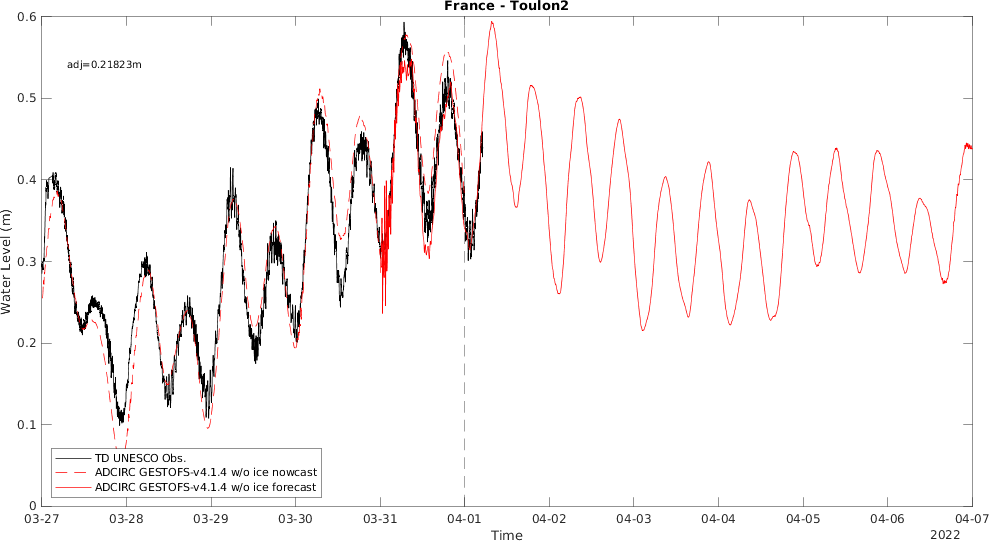 France - Toulon2
adj=0.21823m
0.6
0.5
0.4
0.3
0.2
0.1
0
Water Level (m)
TD UNESCO Obs.
ADCIRC GESTOFS-v4.1.4 w/o ice nowcast
ADCIRC GESTOFS-v4.1.4 w/o ice forecast
03-27 03-28 03-29 03-30 03-31 04-01 04-02 04-03 04-04 04-05 04-06 04-07
Time
2022